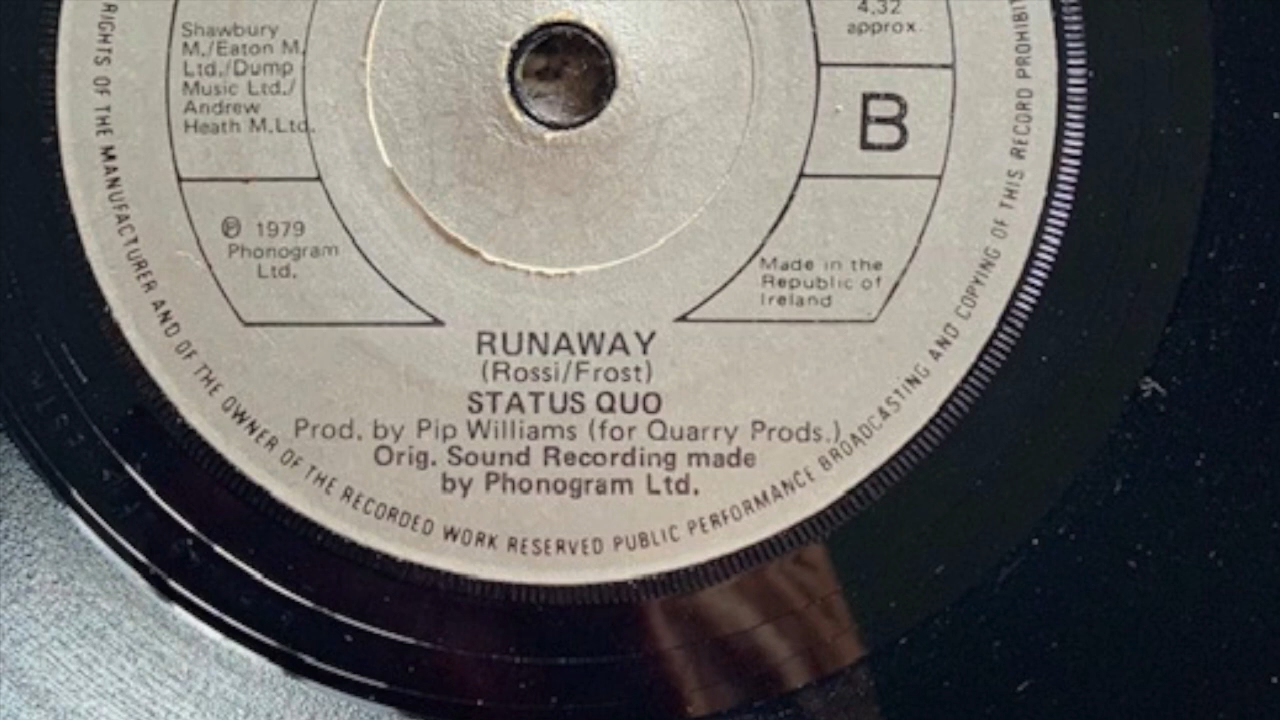 Shawbury
M./Eaton M.
Ltd./Dump
Music Ltd./
Andrew
Heath M.Ltd.
℗ 1979
Phonogram
Ltd.
4,32
approx.
B
Made in the
Republic of
Ireland
RUNAWAY
(Rossi/Frost)
STATUS QUO
Prod. by Pip Williams (for Quarry Prods.)
Orig. Sound Recording made
by Phonogram Ltd.
RIGHTS OF THE MANUFACTURER AND OF THE OWNER OF THE RECORDED WORK RESERVED PUBLIC PERFORMANCE BROADCASTING AND COPYING OF THIS RECORD PROHIBIT